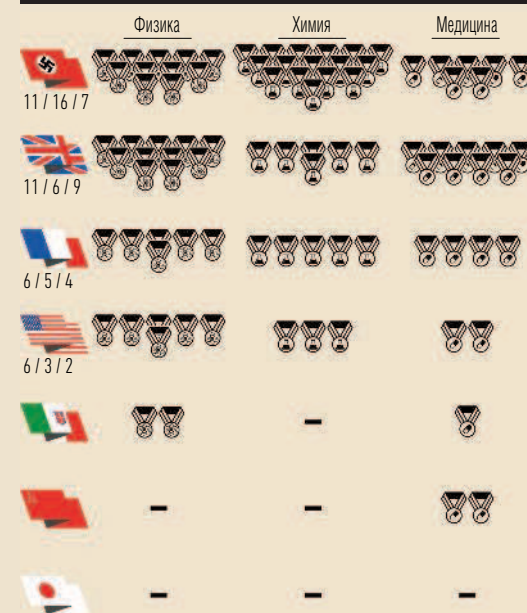 Физика Химия Медицина
11 / 16 / 7
11 / 6 / 9
6 / 5 / 4
6 / 3 / 2